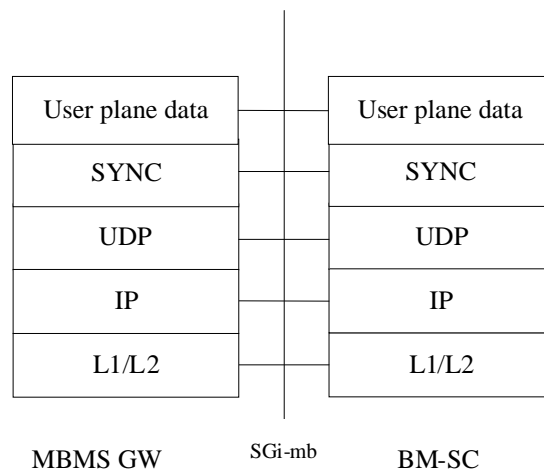 User plane data User plane data
SYNC SYNC
UDP UDP
IP IP
L1/L2 L1/L2
MBMS GW SGi-mb BM-SC